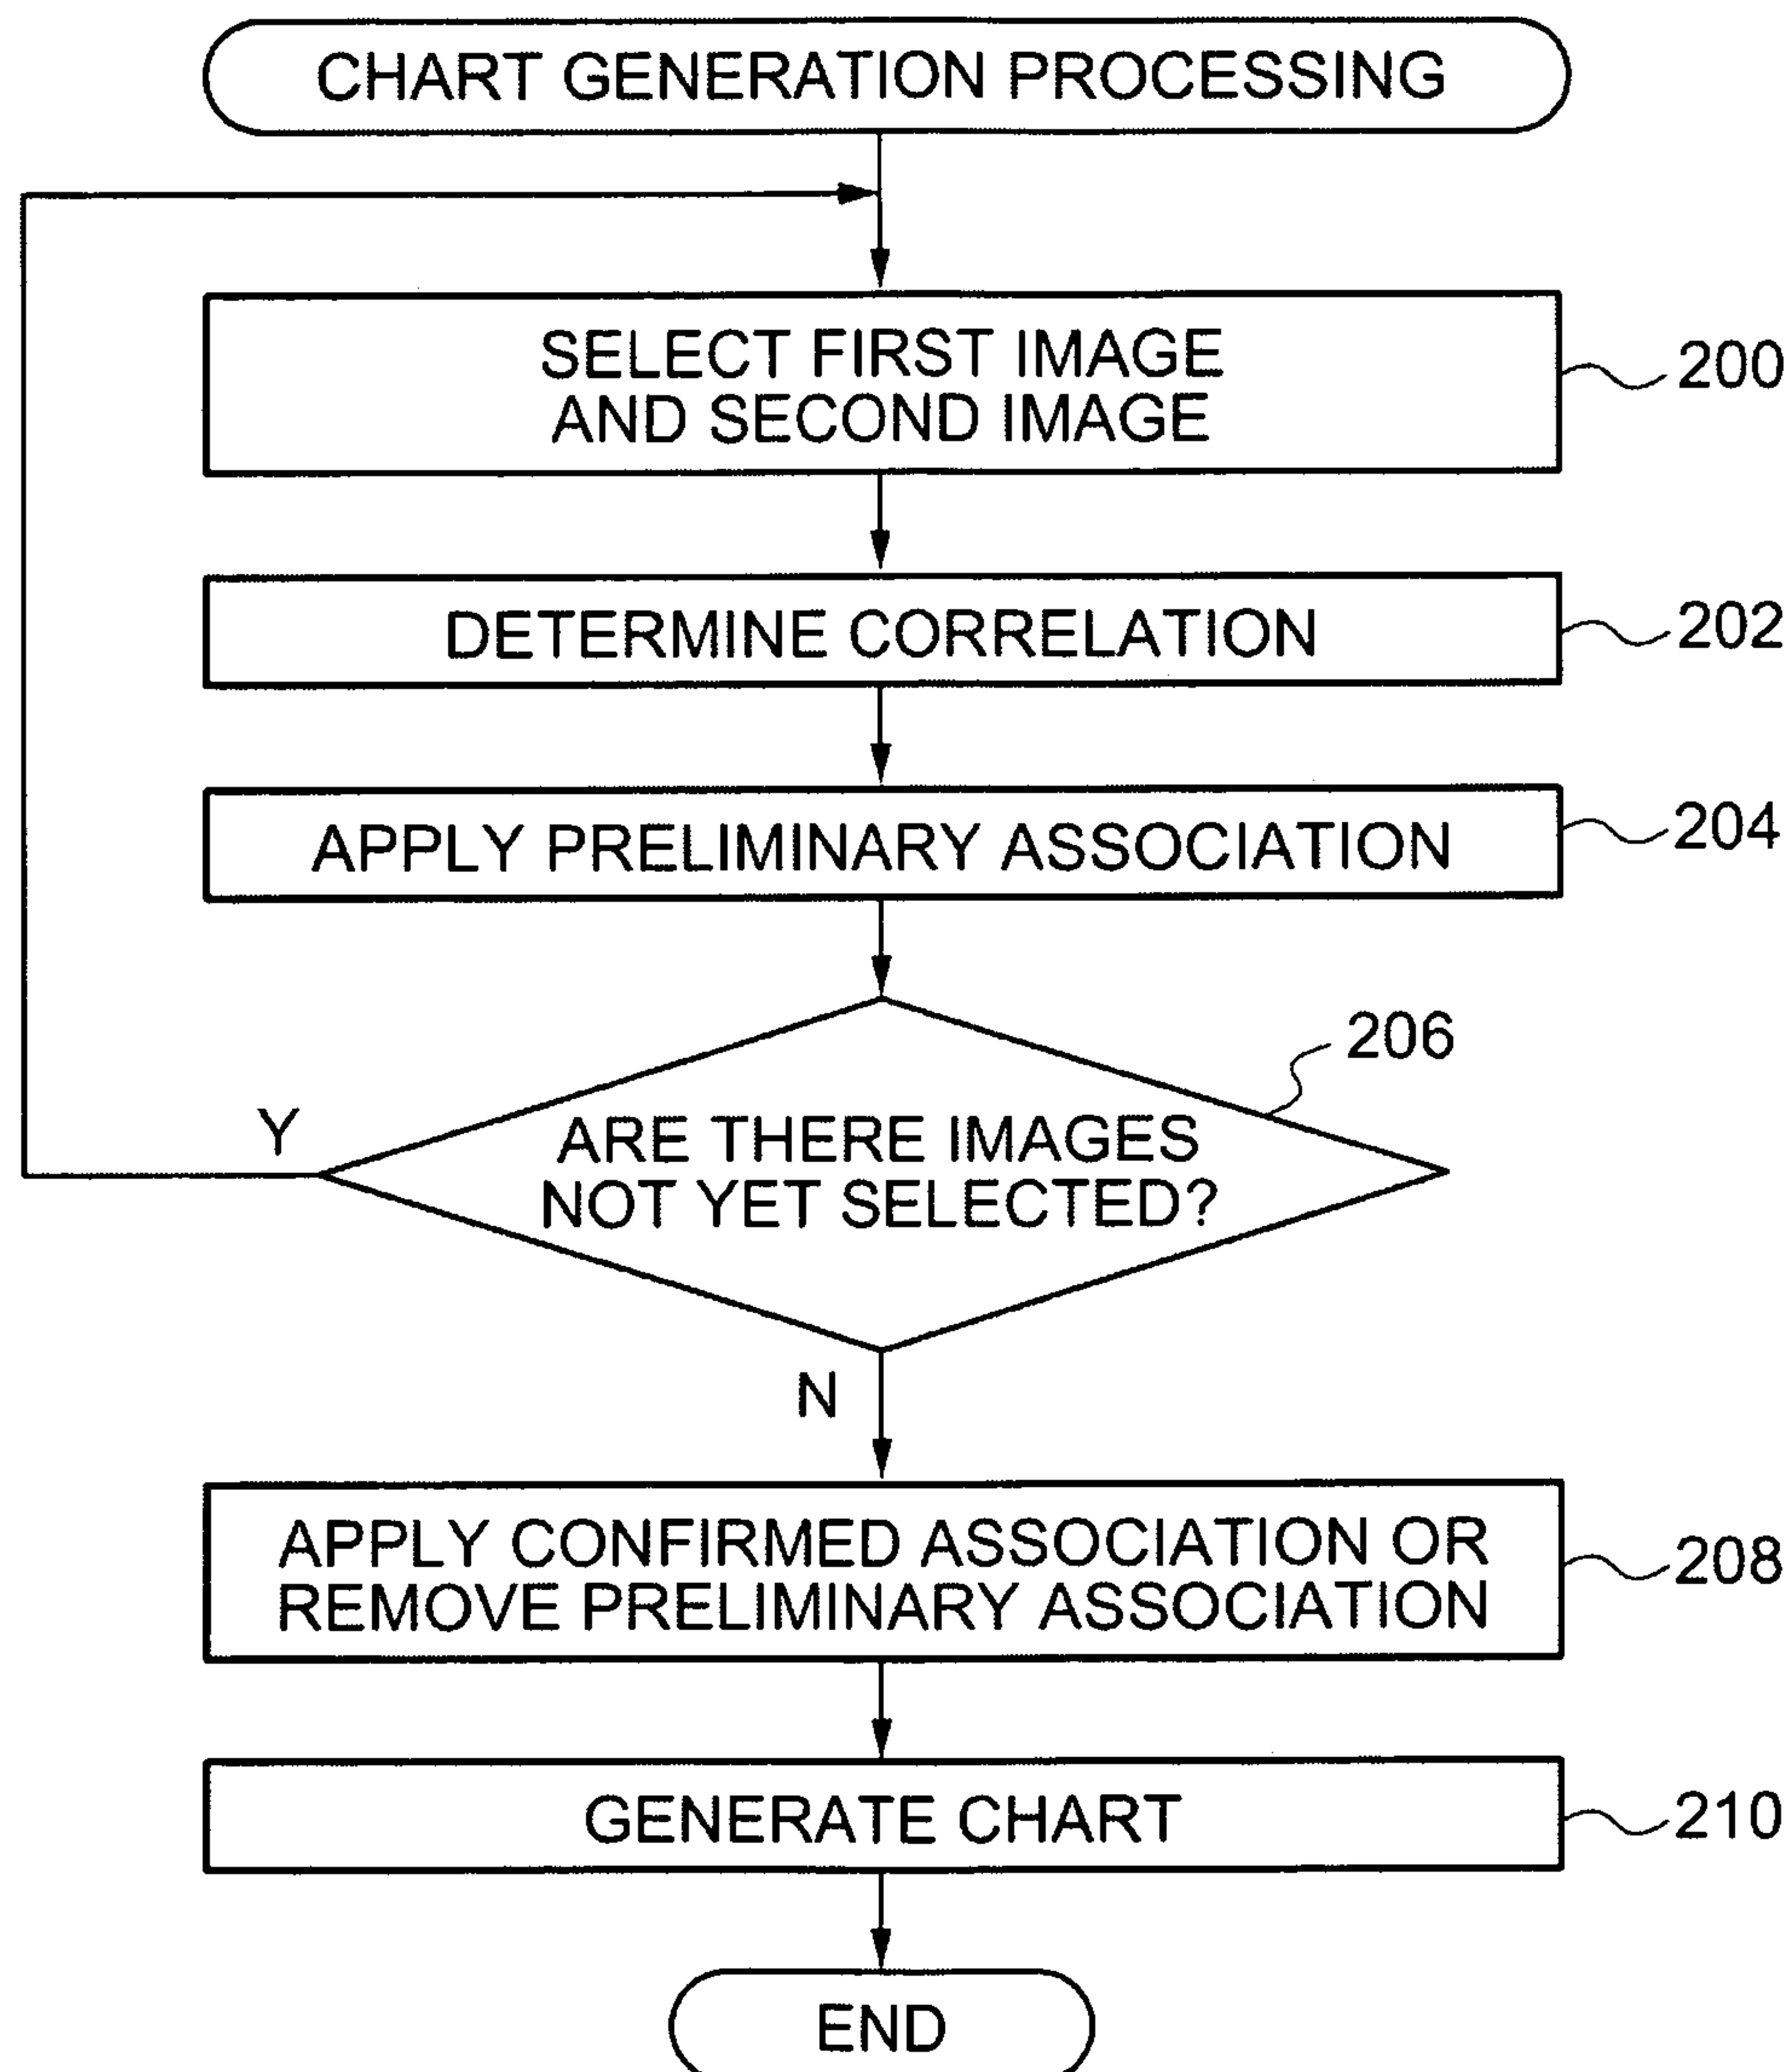 CHART GENERATION PROCESSING
SELECT FIRST IMAGE
AND SECOND IMAGE
200
DETERMINE CORRELATION
202
APPLY PRELIMINARY ASSOCIATION
204
206
Y
ARE THERE IMAGES
NOT YET SELECTED?
N
APPLY CONFIRMED ASSOCIATION OR
REMOVE PRELIMINARY ASSOCIATION
208
GENERATE CHART
210
END